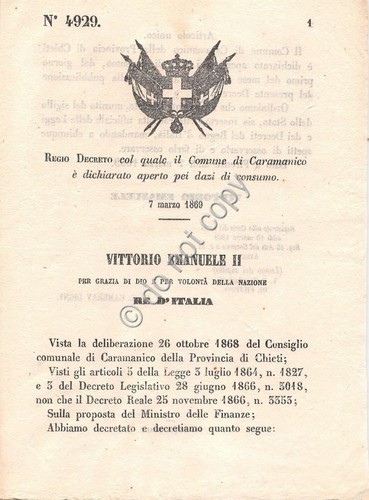 N° 4929.
1
REGIO DECRETO col quale il Comune di Caramanico
è dichiarato aperto pei dazi di consumo.
7 marzo 1869
VITTORIO EMANUELE II
PER GRAZIA DI DIO E PER VOLONTÀ DELLA NAZIONE
RE D'ITALIA
Vista la deliberazione 26 ottobre 1868 del Consiglio
comunale di Caramanico della Provincia di Chieti;
Visti gli articoli 5 della Legge 3 luglio 1864, n. 1827,
e 5 del Decreto Legislativo 28 giugno 1866, n. 3018,
non che il Decreto Reale 25 novembre 1866, n. 3353;
Sulla proposta del Ministro delle Finanze;
Abbiamo decretato e decretiamo quanto segue:
do not copy